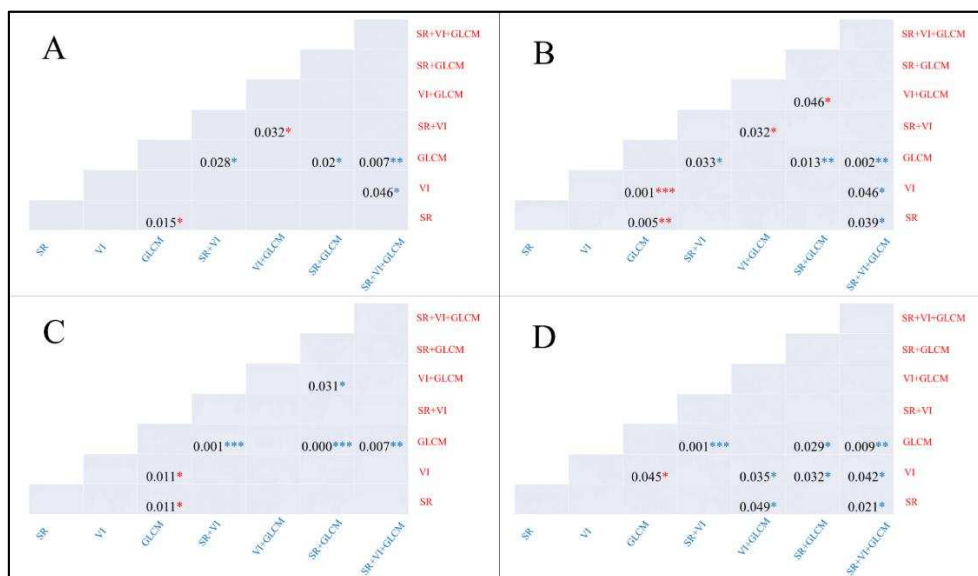 A
SR+VI+GLCM
SR+GLCM
VI+GLCM
0.032* SR+VI
0.028* 0.02* 0.007** GLCM
0.046* VI
0.015* SR
SR VI GLCM SR+VI VI+GLCM SR+GLCM SR+VI+GLCM
B
SR+VI+GLCM
SR+GLCM
0.046* VI+GLCM
0.032* SR+VI
0.033* 0.013** 0.002** GLCM
0.001*** 0.046* VI
0.005** 0.039* SR
SR VI GLCM SR+VI VI+GLCM SR+GLCM SR+VI+GLCM
C
SR+VI+GLCM
SR+GLCM
0.031* VI+GLCM
SR+VI
0.001*** 0.000*** 0.007** GLCM
0.011* VI
0.011* SR
SR VI GLCM SR+VI VI+GLCM SR+GLCM SR+VI+GLCM
D
SR+VI+GLCM
SR+GLCM
VI+GLCM
SR+VI
0.001*** 0.029* 0.009** GLCM
0.045* 0.035* 0.032* 0.042* VI
0.049* 0.021* SR
SR VI GLCM SR+VI VI+GLCM SR+GLCM SR+VI+GLCM